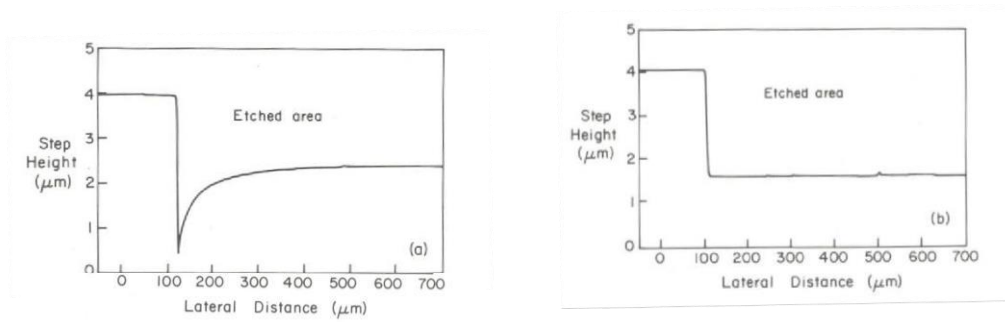 5
4
Etched area
3
Step
Height
(μm)
2
1
(a)
0
0 100 200 300 400 500 600 700
Lateral Distance (μm)
5
4
Etched area
3
Step
Height
(μm)
2
1
(b)
0
0 100 200 300 400 500 600 700
Lateral Distance (μm)